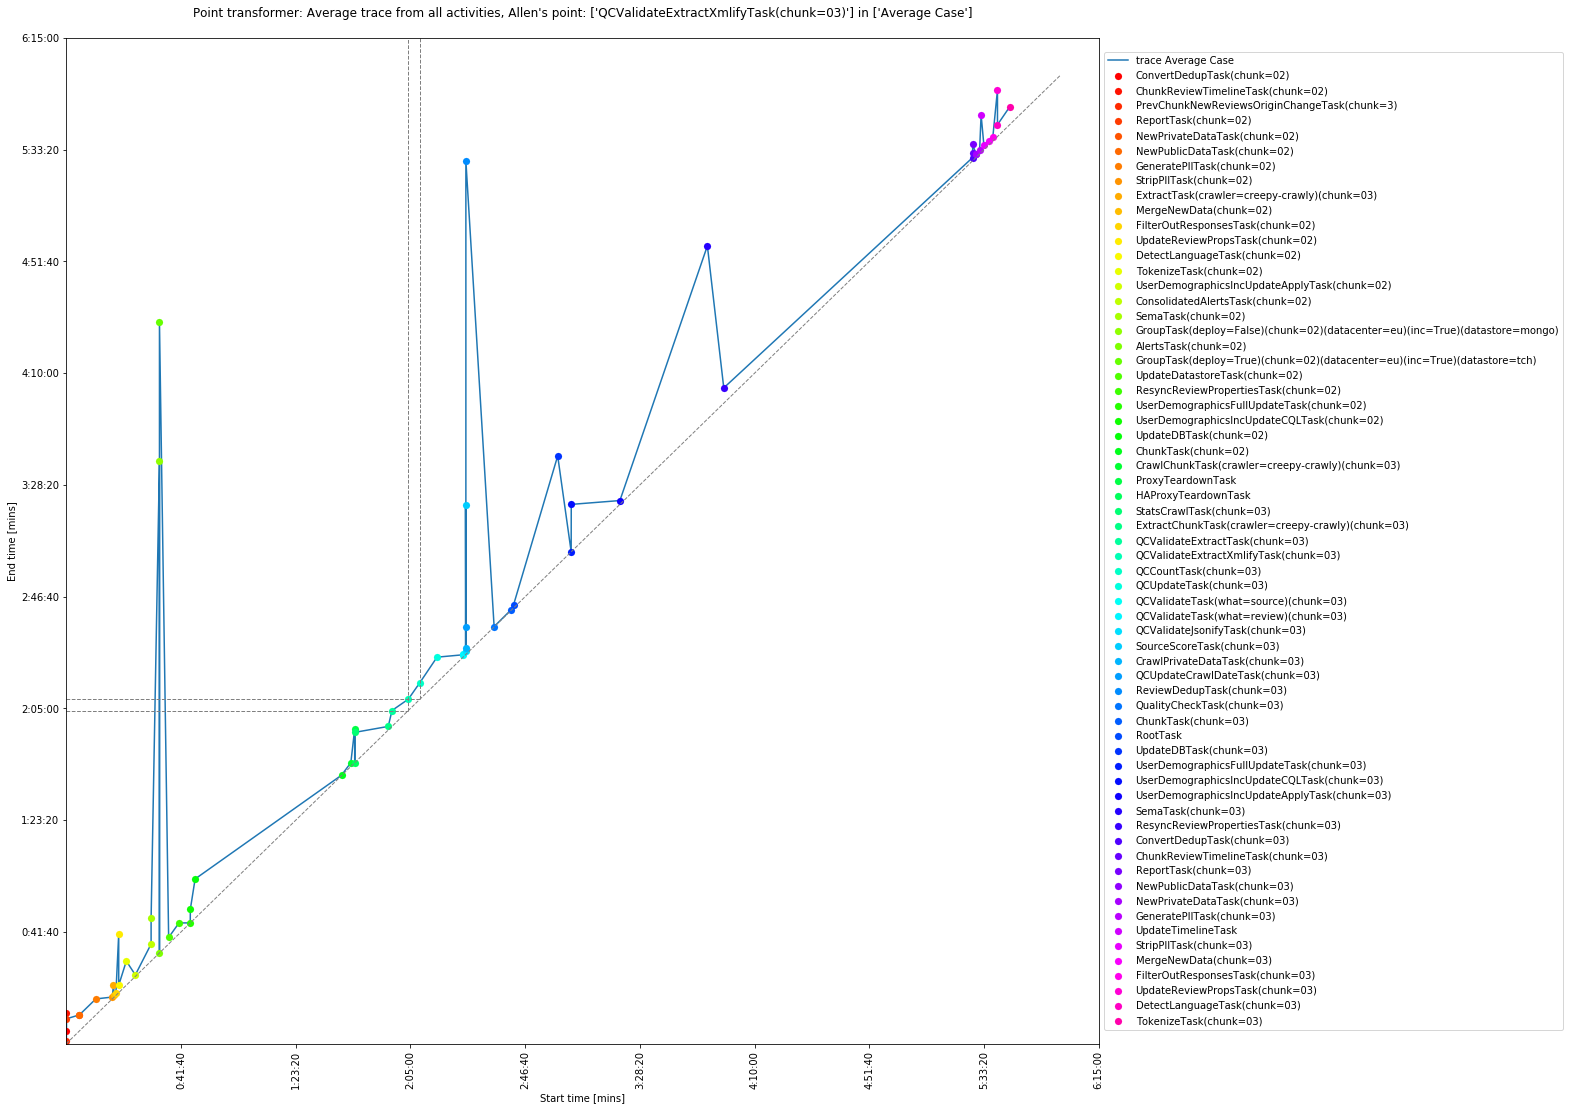 Point transformer: Average trace from all activities, Allen's point: ['QCValidateExtractXmlifyTask(chunk=03)'] in ['Average Case']
6:15:00
5:33:20
4:51:40
4:10:00
3:28:20
2:46:40
2:05:00
1:23:20
0:41:40
End time [mins]
0:41:40
1:23:20
2:05:00
2:46:40
3:28:20
4:10:00
4:51:40
5:33:20
6:15:00
Start time [mins]
trace Average Case
ConvertDedupTask(chunk=02)
ChunkReviewTimelineTask(chunk=02)
PrevChunkNewReviewsOriginChangeTask(chunk=3)
ReportTask(chunk=02)
NewPrivateDataTask(chunk=02)
NewPublicDataTask(chunk=02)
GeneratePIITask(chunk=02)
StripPIITask(chunk=02)
ExtractTask(crawler=creepy-crawly)(chunk=03)
MergeNewData(chunk=02)
FilterOutResponsesTask(chunk=02)
UpdateReviewPropsTask(chunk=02)
DetectLanguageTask(chunk=02)
TokenizeTask(chunk=02)
UserDemographicsIncUpdateApplyTask(chunk=02)
ConsolidatedAlertsTask(chunk=02)
SemaTask(chunk=02)
GroupTask(deploy=False)(chunk=02)(datacenter=eu)(inc=True)(datastore=mongo)
AlertsTask(chunk=02)
GroupTask(deploy=True)(chunk=02)(datacenter=eu)(inc=True)(datastore=tch)
UpdateDatastoreTask(chunk=02)
ResyncReviewPropertiesTask(chunk=02)
UserDemographicsFullUpdateTask(chunk=02)
UserDemographicsIncUpdateCQLTask(chunk=02)
UpdateDBTask(chunk=02)
ChunkTask(chunk=02)
CrawlChunkTask(crawler=creepy-crawly)(chunk=03)
ProxyTeardownTask
HAProxyTeardownTask
StatsCrawlTask(chunk=03)
ExtractChunkTask(crawler=creepy-crawly)(chunk=03)
QCValidateExtractTask(chunk=03)
QCValidateExtractXmlifyTask(chunk=03)
QCCountTask(chunk=03)
QCUpdateTask(chunk=03)
QCValidateTask(what=source)(chunk=03)
QCValidateTask(what=review)(chunk=03)
QCValidateJsonifyTask(chunk=03)
SourceScoreTask(chunk=03)
CrawlPrivateDataTask(chunk=03)
QCUpdateCrawlDateTask(chunk=03)
ReviewDedupTask(chunk=03)
QualityCheckTask(chunk=03)
ChunkTask(chunk=03)
RootTask
UpdateDBTask(chunk=03)
UserDemographicsFullUpdateTask(chunk=03)
UserDemographicsIncUpdateCQLTask(chunk=03)
UserDemographicsIncUpdateApplyTask(chunk=03)
SemaTask(chunk=03)
ResyncReviewPropertiesTask(chunk=03)
ConvertDedupTask(chunk=03)
ChunkReviewTimelineTask(chunk=03)
ReportTask(chunk=03)
NewPublicDataTask(chunk=03)
NewPrivateDataTask(chunk=03)
GeneratePIITask(chunk=03)
UpdateTimelineTask
StripPIITask(chunk=03)
MergeNewData(chunk=03)
FilterOutResponsesTask(chunk=03)
UpdateReviewPropsTask(chunk=03)
DetectLanguageTask(chunk=03)
TokenizeTask(chunk=03)